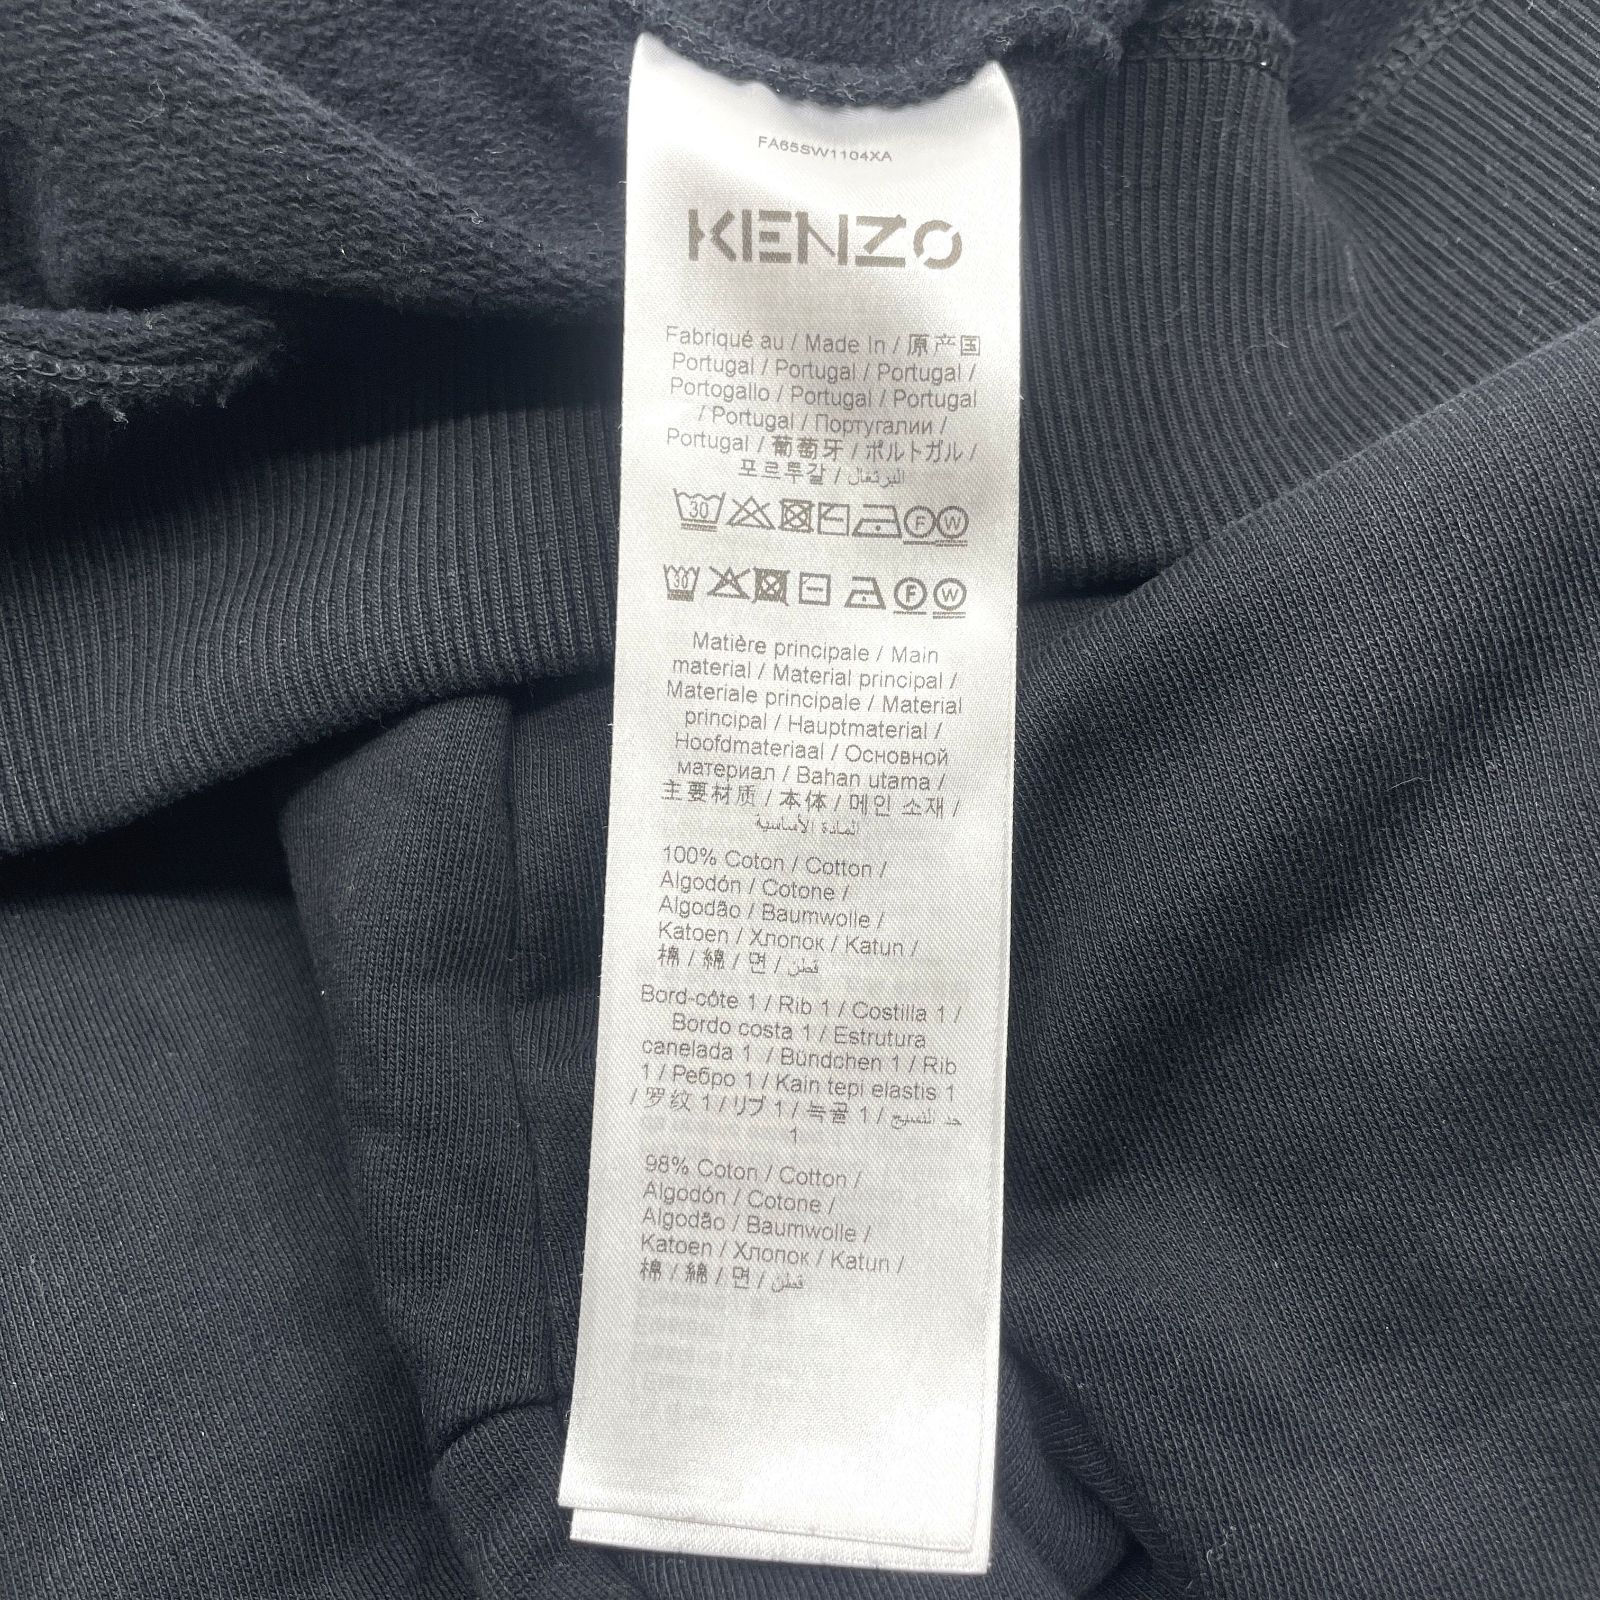 FA65SW1104XA
KENZO
Fabriqué au / Made In / 原产国
Portugal / Portugal / Portugal /
Portogallo / Portugal / Portugal
/ Portugal / Португалии /
Portugal / 葡萄牙 / ポルトガル /
포르투갈 / البرتغال
30 F W
30 F W
Matière principale / Main
material / Material principal /
Materiale principale / Material
principal / Hauptmaterial /
Hoofdmateriaal / Основной
материал / Bahan utama /
主要材质 / 本体 / 메인 소재 /
المادة الأساسية
100% Coton / Cotton /
Algodón / Cotone /
Algodão / Baumwolle /
Katoen / Хлопок / Katun /
棉 / 綿 / 면 / قطن
Bord-côte 1 / Rib 1 / Costilla 1 /
Bordo costa 1 / Estrutura
canelada 1 / Bündchen 1 / Rib
1 / Ребро 1 / Kain tepi elastis 1
/ 罗纹 1 / リブ 1 / 늑골 1 / حد النسيج
1
98% Coton / Cotton /
Algodón / Cotone /
Algodão / Baumwolle /
Katoen / Хлопок / Katun /
棉 / 綿 / 면 / قطن